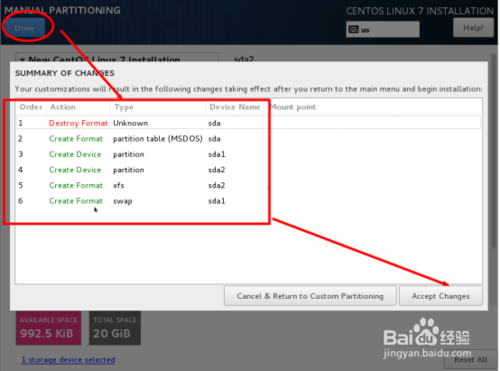 MANUAL PARTITIONING
CENTOS LINUX 7 INSTALLATION
Done
us
Help!
New CentOS Linux 7 Installation
sda2
SUMMARY OF CHANGES
Your customizations will result in the following changes taking effect after you return to the main menu and begin installation:
Order Action Type Device Name Mount point
1 Destroy Format Unknown sda
2 Create Format partition table (MSDOS) sda
3 Create Device partition sda1
4 Create Device partition sda2
5 Create Format xfs sda2
6 Create Format swap sda1
Cancel & Return to Custom Partitioning
Accept Changes
AVAILABLE SPACE
992.5 KiB
TOTAL SPACE
20 GiB
1 storage device selected
Reset All
Baidu 经验
jingyan.baidu.com